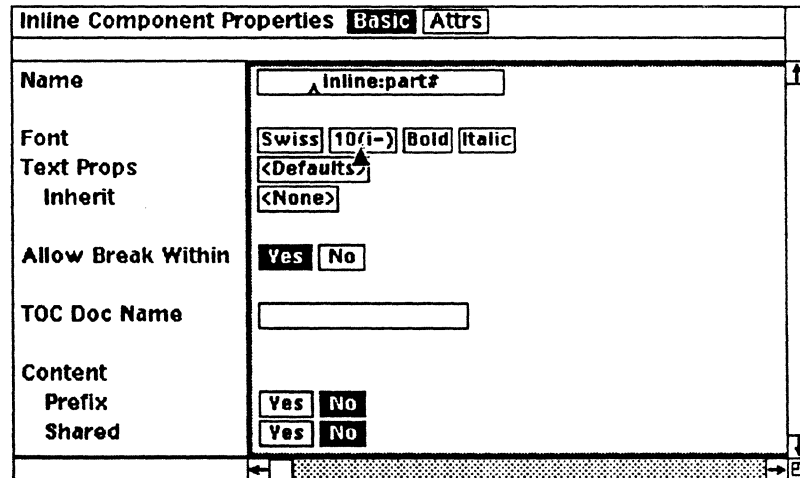 Inline Component Properties Basic Attrs
Name inline:part#
Font Swiss 10(i-) Bold Italic
Text Props <Defaults>
Inherit <None>
Allow Break Within Yes No
TOC Doc Name
Content
Prefix Yes No
Shared Yes No